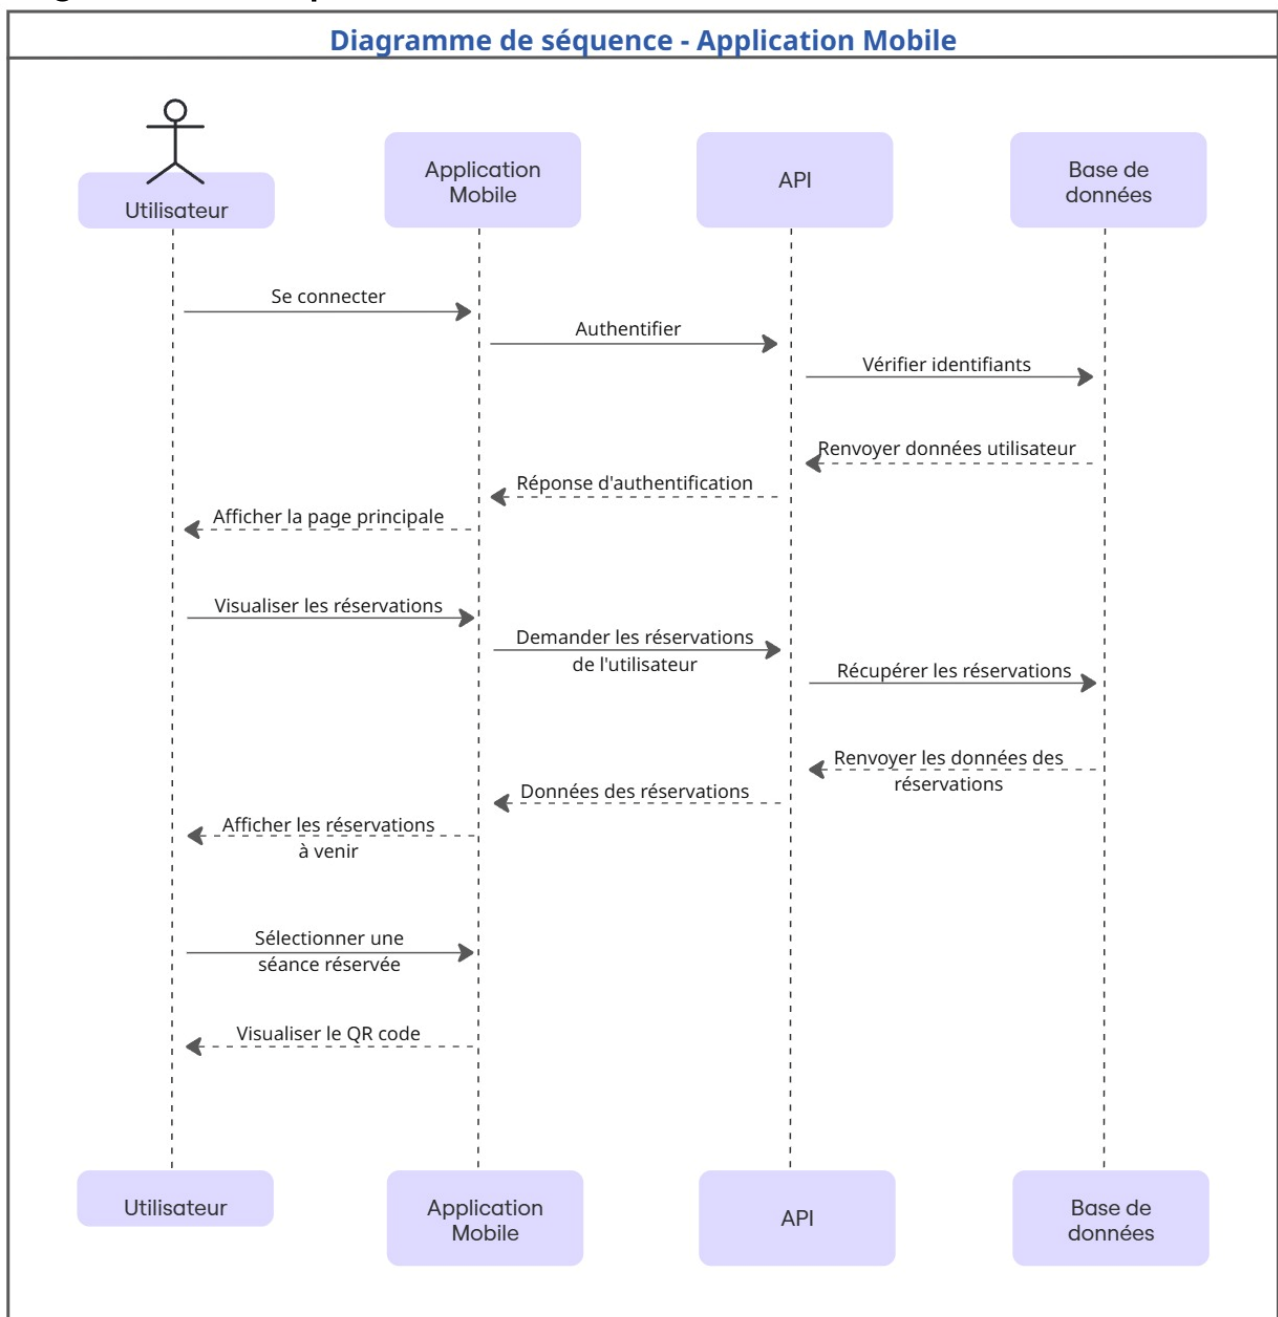 Diagramme de séquence - Application Mobile
Utilisateur
Application
Mobile
API
Base de
données
Se connecter
Authentifier
Vérifier identifiants
Renvoyer données utilisateur
Réponse d'authentification
Afficher la page principale
Visualiser les réservations
Demander les réservations
de l'utilisateur
Récupérer les réservations
Renvoyer les données des
réservations
Données des réservations
Afficher les réservations
à venir
Sélectionner une
séance réservée
Visualiser le QR code
Utilisateur
Application
Mobile
API
Base de
données